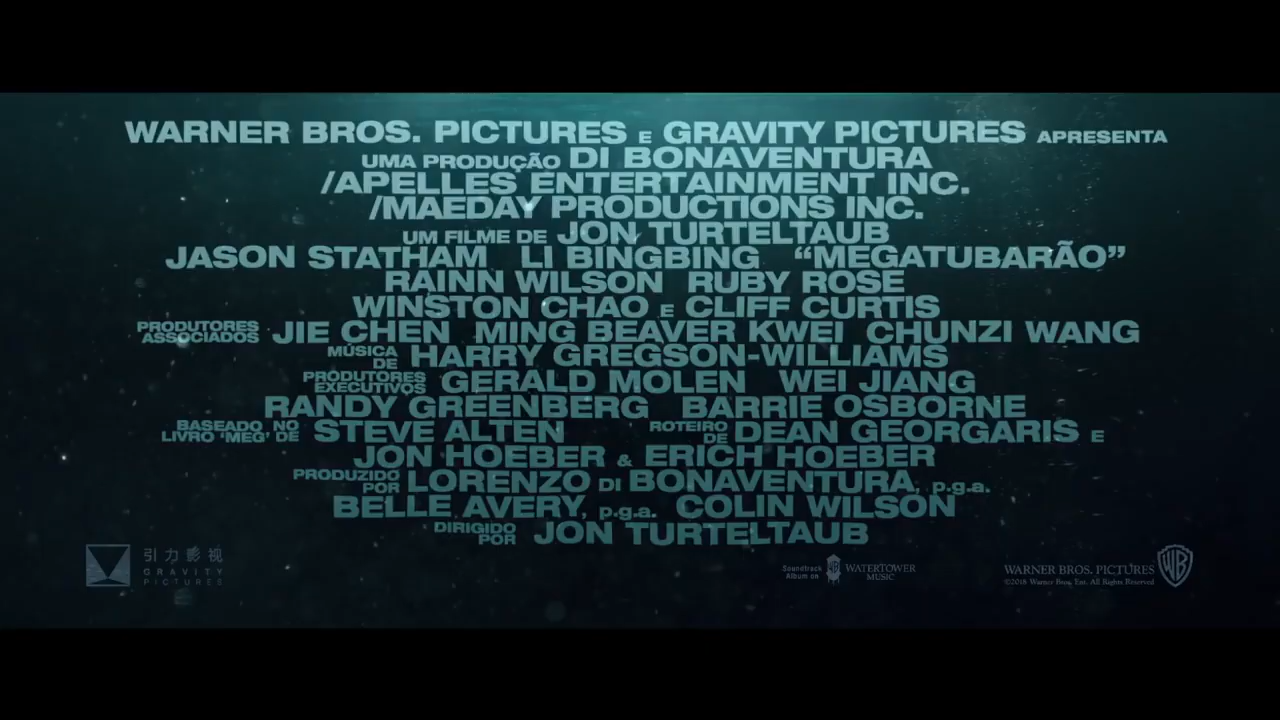 WARNER BROS. PICTURES E GRAVITY PICTURES APRESENTA
UMA PRODUÇÃO DI BONAVENTURA
/APELLES ENTERTAINMENT INC.
/MAEDAY PRODUCTIONS INC.
UM FILME DE JON TURTELTAUB
JASON STATHAM LI BINGBING “MEGATUBARÃO”
RAINN WILSON RUBY ROSE
WINSTON CHAO E CLIFF CURTIS
PRODUTORES ASSOCIADOS JIE CHEN MING BEAVER KWEI CHUNZI WANG
MÚSICA DE HARRY GREGSON-WILLIAMS
PRODUTORES EXECUTIVOS GERALD MOLEN WEI JIANG
RANDY GREENBERG BARRIE OSBORNE
BASEADO NO LIVRO ‘MEG’ DE STEVE ALTEN ROTEIRO DE DEAN GEORGARIS E
JON HOEBER & ERICH HOEBER
PRODUZIDO POR LORENZO DI BONAVENTURA, p.g.a.
BELLE AVERY, p.g.a. COLIN WILSON
DIRIGIDO POR JON TURTELTAUB
引力影视
GRAVITY
PICTURES
Soundtrack Album on WB WATERTOWER MUSIC
WARNER BROS. PICTURES WB
©2018 Warner Bros. Ent. All Rights Reserved